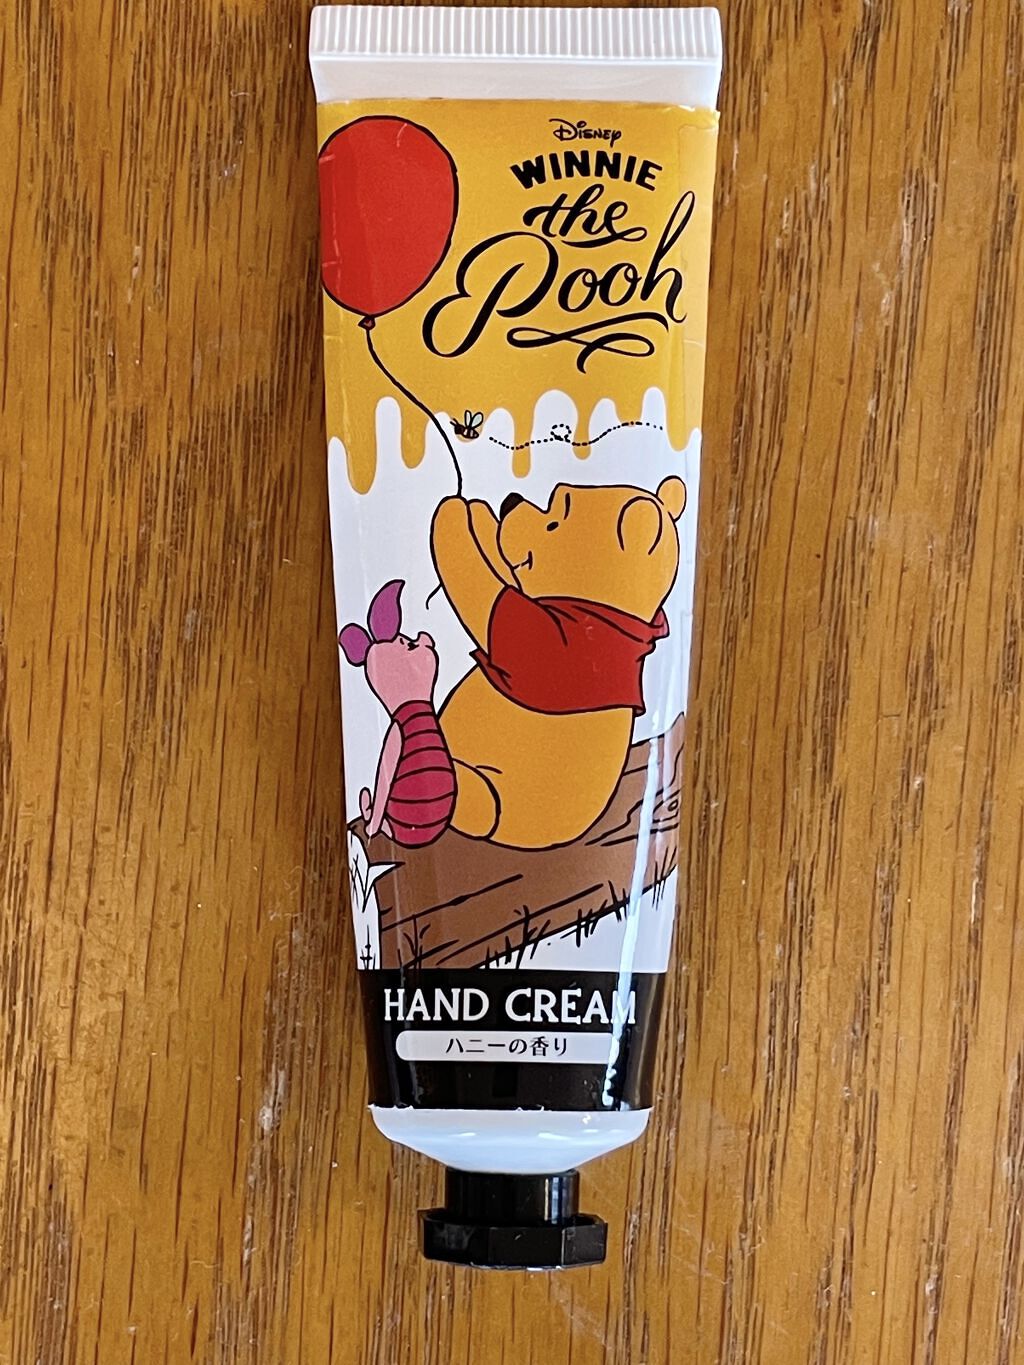 Disney
WINNIE
the
Pooh
HAND CREAM
ハニーの香り